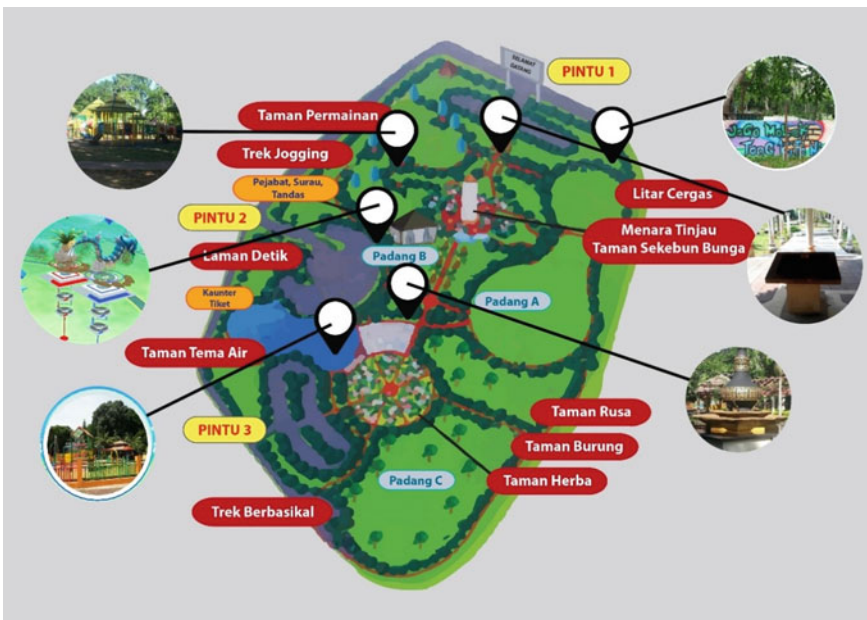 SELAMAT
DATANG
PINTU 1
Taman Permainan
Trek Jogging
Pejabat, Surau,
Tandas
PINTU 2
Laman Detik
Padang B
Kaunter
Tiket
Taman Tema Air
PINTU 3
Trek Berbasikal
Litar Cergas
Menara Tinjau
Taman Sekebun Bunga
Padang A
Taman Rusa
Taman Burung
Taman Herba
Padang C